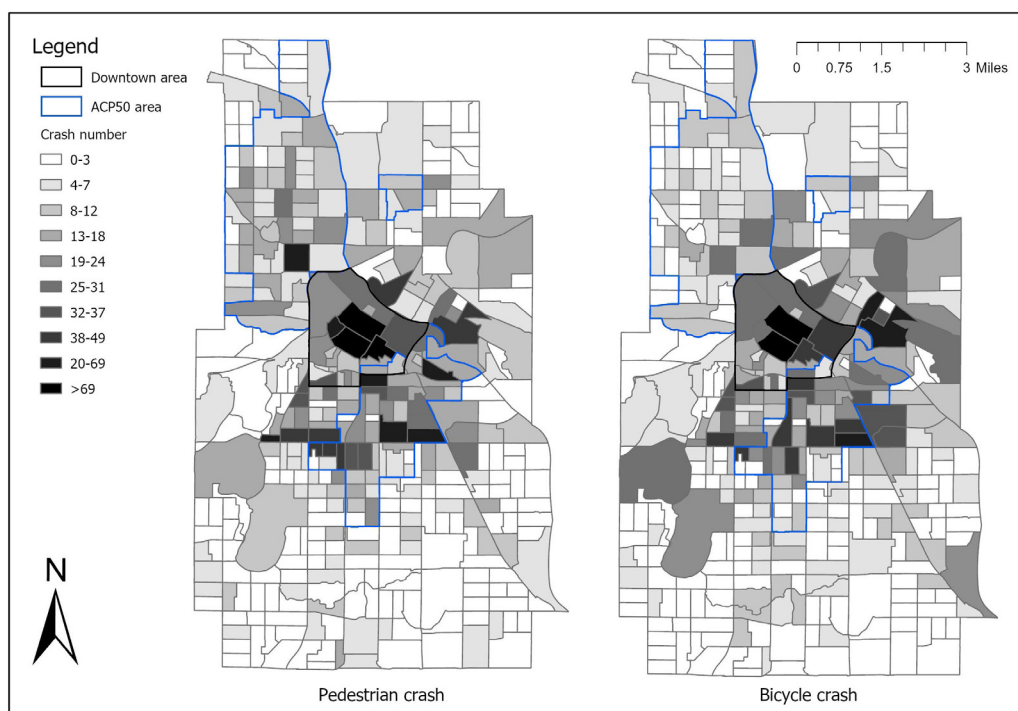 Legend
Downtown area
ACP50 area
Crash number
0-3
4-7
8-12
13-18
19-24
25-31
32-37
38-49
20-69
>69
N
0 0.75 1.5 3 Miles
Pedestrian crash
Bicycle crash